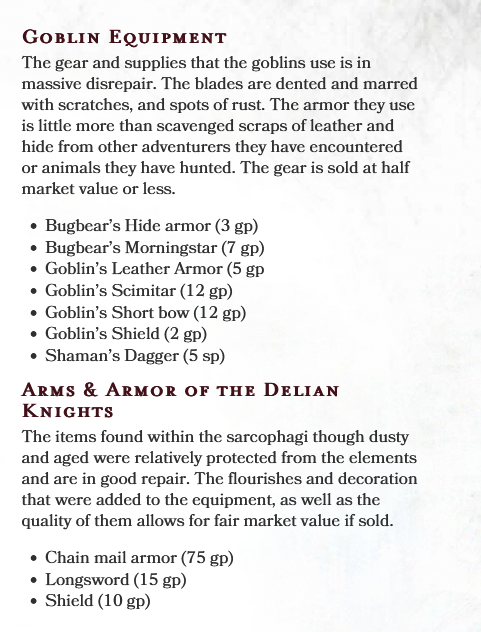 Goblin Equipment
The gear and supplies that the goblins use is in
massive disrepair. The blades are dented and marred
with scratches, and spots of rust. The armor they use
is little more than scavenged scraps of leather and
hide from other adventurers they have encountered
or animals they have hunted. The gear is sold at half
market value or less.
• Bugbear's Hide armor (3 gp)
• Bugbear's Morningstar (7 gp)
• Goblin's Leather Armor (5 gp
• Goblin's Scimitar (12 gp)
• Goblin's Short bow (12 gp)
• Goblin's Shield (2 gp)
• Shaman's Dagger (5 sp)
Arms & Armor of the Delian
Knights
The items found within the sarcophagi though dusty
and aged were relatively protected from the elements
and are in good repair. The flourishes and decoration
that were added to the equipment, as well as the
quality of them allows for fair market value if sold.
• Chain mail armor (75 gp)
• Longsword (15 gp)
• Shield (10 gp)